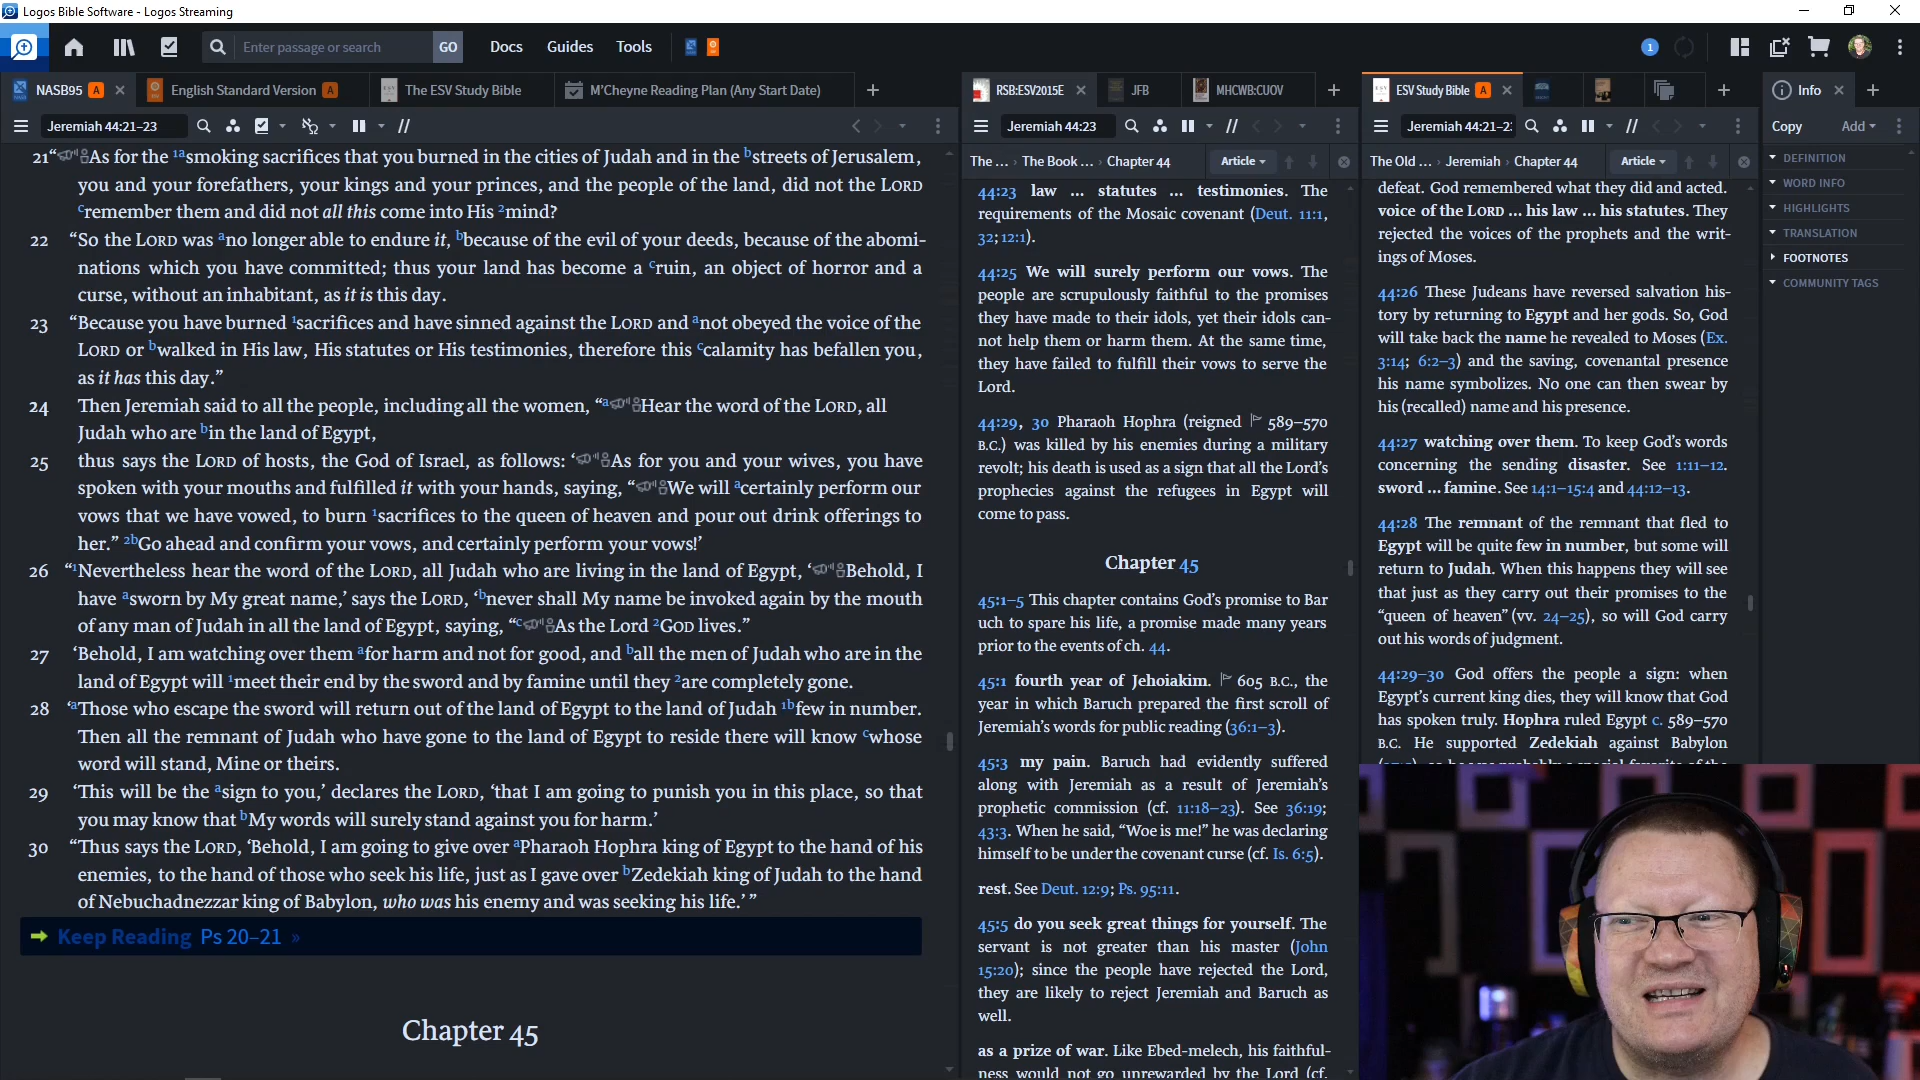 Logos Bible Software - Logos Streaming
Enter passage or search
GO
Docs
Guides
Tools
1
NASB95 A
English Standard Version A
The ESV Study Bible
M'Cheyne Reading Plan (Any Start Date)
Jeremiah 44:21–23
21 “As for the 1a smoking sacrifices that you burned in the cities of Judah and in the b streets of Jerusalem,
you and your forefathers, your kings and your princes, and the people of the land, did not the LORD
c remember them and did not all this come into His 2 mind?
22 “So the LORD was a no longer able to endure it, b because of the evil of your deeds, because of the abomi-
nations which you have committed; thus your land has become a c ruin, an object of horror and a
curse, without an inhabitant, as it is this day.
23 “Because you have burned 1 sacrifices and have sinned against the LORD and a not obeyed the voice of the
LORD or b walked in His law, His statutes or His testimonies, therefore this c calamity has befallen you,
as it has this day.”
24 Then Jeremiah said to all the people, including all the women, “a Hear the word of the LORD, all
Judah who are b in the land of Egypt,
25 thus says the LORD of hosts, the God of Israel, as follows: ‘As for you and your wives, you have
spoken with your mouths and fulfilled it with your hands, saying, “We will a certainly perform our
vows that we have vowed, to burn 1 sacrifices to the queen of heaven and pour out drink offerings to
her.” 2b Go ahead and confirm your vows, and certainly perform your vows!’
26 “1 Nevertheless hear the word of the LORD, all Judah who are living in the land of Egypt, ‘Behold, I
have a sworn by My great name,’ says the LORD, ‘b never shall My name be invoked again by the mouth
of any man of Judah in all the land of Egypt, saying, “c As the Lord 2 GOD lives.”
27 ‘Behold, I am watching over them a for harm and not for good, and b all the men of Judah who are in the
land of Egypt will 1 meet their end by the sword and by famine until they 2 are completely gone.
28 ‘a Those who escape the sword will return out of the land of Egypt to the land of Judah 1b few in number.
Then all the remnant of Judah who have gone to the land of Egypt to reside there will know c whose
word will stand, Mine or theirs.
29 ‘This will be the a sign to you,’ declares the LORD, ‘that I am going to punish you in this place, so that
you may know that b My words will surely stand against you for harm.’
30 “Thus says the LORD, ‘Behold, I am going to give over a Pharaoh Hophra king of Egypt to the hand of his
enemies, to the hand of those who seek his life, just as I gave over b Zedekiah king of Judah to the hand
of Nebuchadnezzar king of Babylon, who was his enemy and was seeking his life.’ ”
Keep Reading Ps 20–21 »
Chapter 45
RSB:ESV2015E
JFB
MHCWB:CUOV
Jeremiah 44:23
The ... › The Book ... › Chapter 44
Article
44:23 law … statutes … testimonies. The
requirements of the Mosaic covenant (Deut. 11:1,
32; 12:1).
44:25 We will surely perform our vows. The
people are scrupulously faithful to the promises
they have made to their idols, yet their idols can-
not help them or harm them. At the same time,
they have failed to fulfill their vows to serve the
Lord.
44:29, 30 Pharaoh Hophra (reigned 589–570
B.C.) was killed by his enemies during a military
revolt; his death is used as a sign that all the Lord’s
prophecies against the refugees in Egypt will
come to pass.
Chapter 45
45:1–5 This chapter contains God’s promise to Bar
uch to spare his life, a promise made many years
prior to the events of ch. 44.
45:1 fourth year of Jehoiakim. 605 B.C., the
year in which Baruch prepared the first scroll of
Jeremiah’s words for public reading (36:1–3).
45:3 my pain. Baruch had evidently suffered
along with Jeremiah as a result of Jeremiah’s
prophetic commission (cf. 11:18–23). See 36:19;
43:3. When he said, “Woe is me!” he was declaring
himself to be under the covenant curse (cf. Is. 6:5).
rest. See Deut. 12:9; Ps. 95:11.
45:5 do you seek great things for yourself. The
servant is not greater than his master (John
15:20); since the people have rejected the Lord,
they are likely to reject Jeremiah and Baruch as
well.
as a prize of war. Like Ebed-melech, his faithful-
ness would not go unrewarded by the Lord (cf.
ESV Study Bible A
Jeremiah 44:21–2
The Old ... › Jeremiah › Chapter 44
Article
defeat. God remembered what they did and acted.
voice of the LORD … his law … his statutes. They
rejected the voices of the prophets and the writ-
ings of Moses.
44:26 These Judeans have reversed salvation his-
tory by returning to Egypt and her gods. So, God
will take back the name he revealed to Moses (Ex.
3:14; 6:2–3) and the saving, covenantal presence
his name symbolizes. No one can then swear by
his (recalled) name and his presence.
44:27 watching over them. To keep God’s words
concerning the sending disaster. See 1:11–12.
sword … famine. See 14:1–15:4 and 44:12–13.
44:28 The remnant of the remnant that fled to
Egypt will be quite few in number, but some will
return to Judah. When this happens they will see
that just as they carry out their promises to the
“queen of heaven” (vv. 24–25), so will God carry
out his words of judgment.
44:29–30 God offers the people a sign: when
Egypt’s current king dies, they will know that God
has spoken truly. Hophra ruled Egypt c. 589–570
B.C. He supported Zedekiah against Babylon
Info
Copy
Add
DEFINITION
WORD INFO
HIGHLIGHTS
TRANSLATION
FOOTNOTES
COMMUNITY TAGS